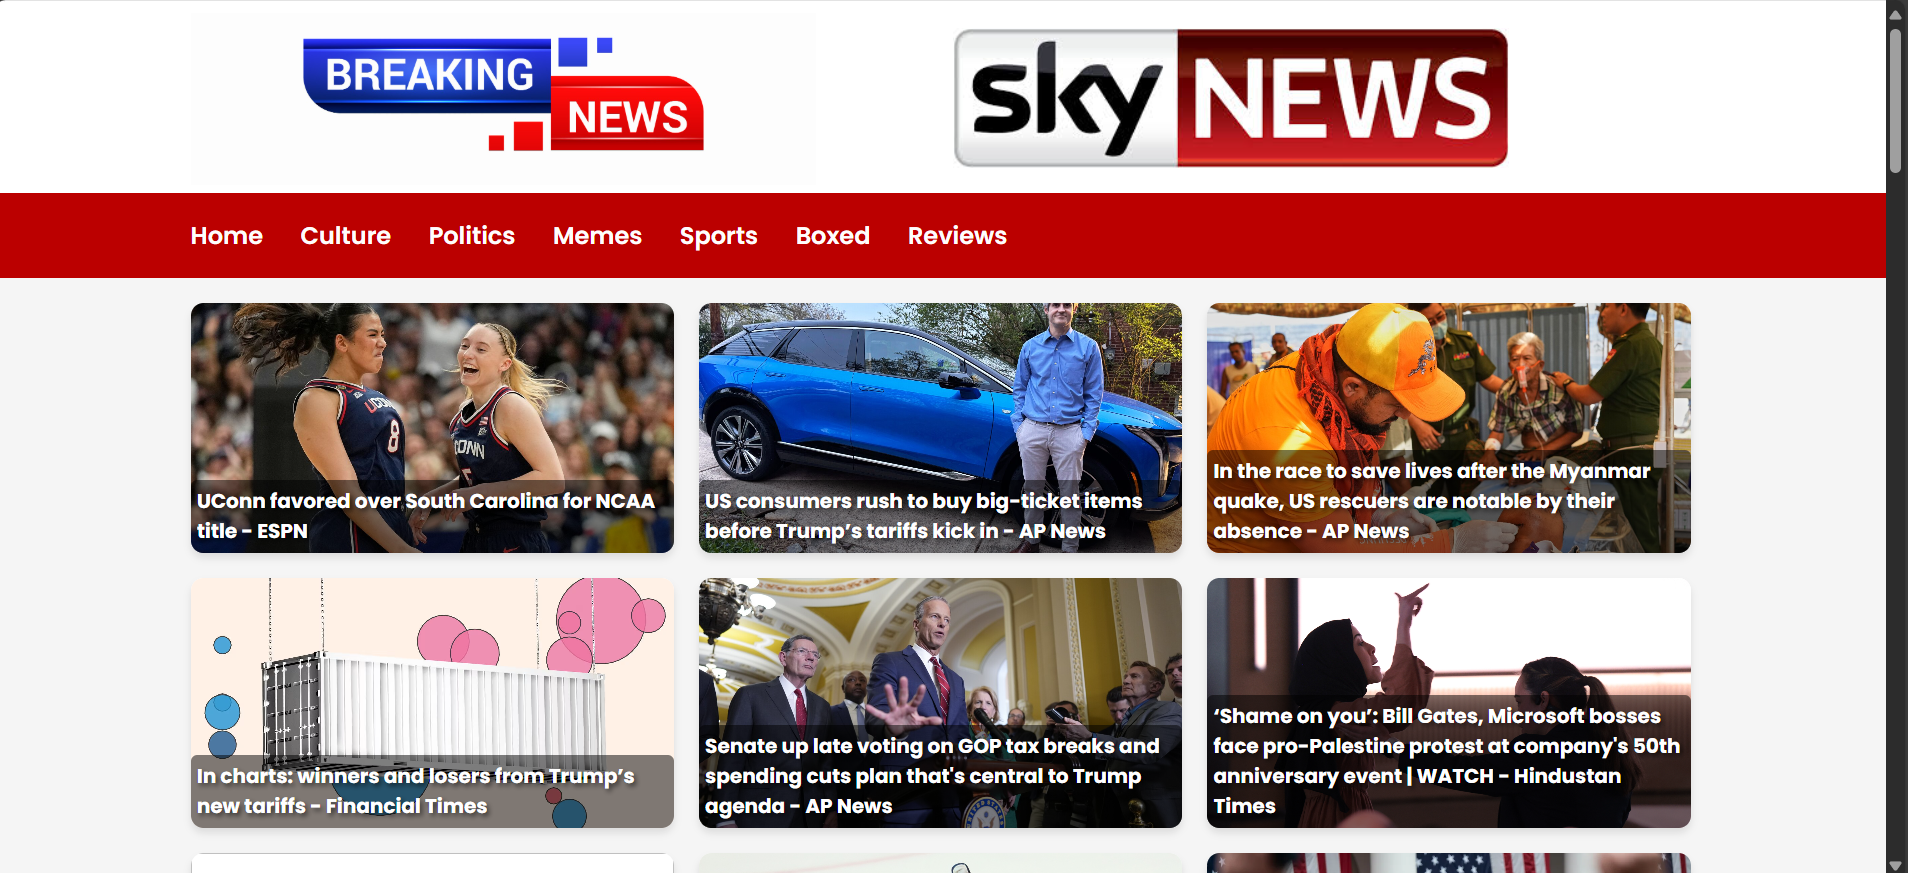 BREAKING
NEWS
sky NEWS
Home Culture Politics Memes Sports Boxed Reviews
UConn favored over South Carolina for NCAA
title - ESPN
US consumers rush to buy big-ticket items
before Trump’s tariffs kick in - AP News
In the race to save lives after the Myanmar
quake, US rescuers are notable by their
absence - AP News
In charts: winners and losers from Trump’s
new tariffs - Financial Times
Senate up late voting on GOP tax breaks and
spending cuts plan that's central to Trump
agenda - AP News
‘Shame on you’: Bill Gates, Microsoft bosses
face pro-Palestine protest at company's 50th
anniversary event | WATCH - Hindustan
Times